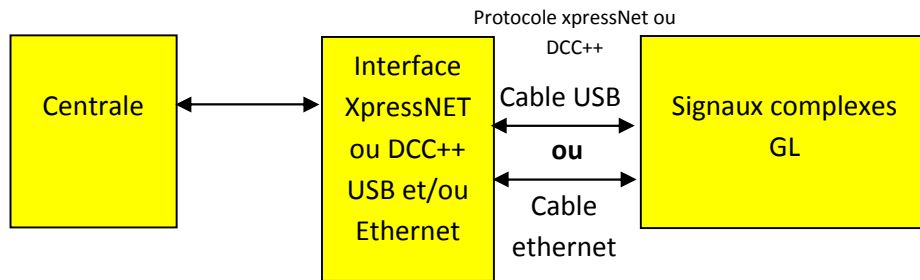 Protocole xpressNet ou
DCC++
Centrale
Interface
XpressNET
ou DCC++
USB et/ou
Ethernet
Cable USB
ou
Cable
ethernet
Signaux complexes
GL